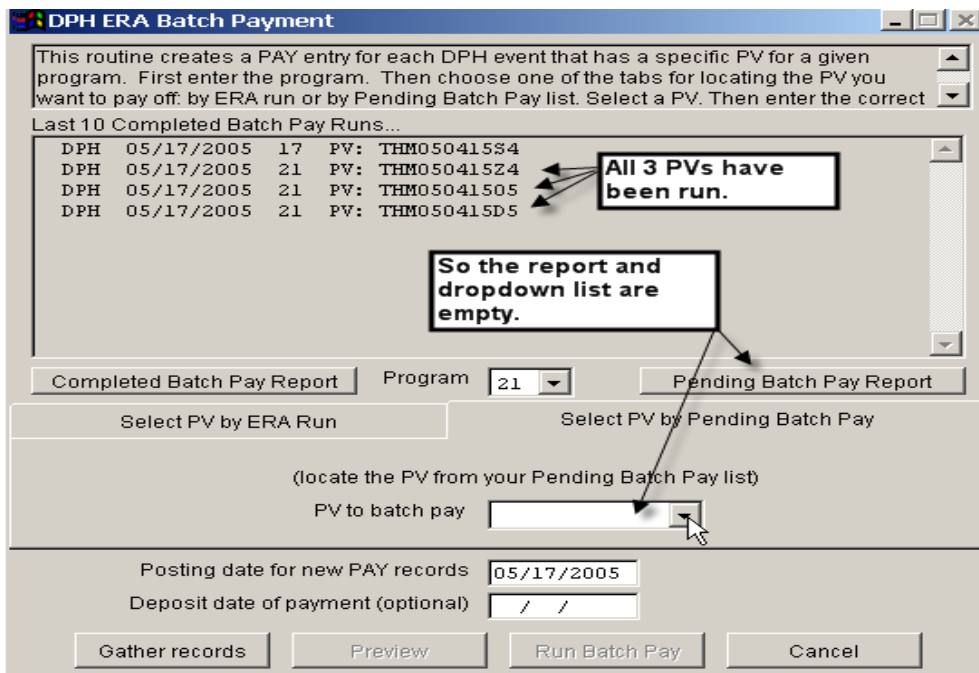 DPH ERA Batch Payment
This routine creates a PAY entry for each DPH event that has a specific PV for a given
program. First enter the program. Then choose one of the tabs for locating the PV you
want to pay off: by ERA run or by Pending Batch Pay list. Select a PV. Then enter the correct
Last 10 Completed Batch Pay Runs...
DPH 05/17/2005 17 PV: THM050415S4
DPH 05/17/2005 21 PV: THM050415Z4
DPH 05/17/2005 21 PV: THM05041505
DPH 05/17/2005 21 PV: THM050415D5
All 3 PVs have
been run.
So the report and
dropdown list are
empty.
Completed Batch Pay Report Program 21 Pending Batch Pay Report
Select PV by ERA Run Select PV by Pending Batch Pay
(locate the PV from your Pending Batch Pay list)
PV to batch pay
Posting date for new PAY records 05/17/2005
Deposit date of payment (optional) / /
Gather records Preview Run Batch Pay Cancel